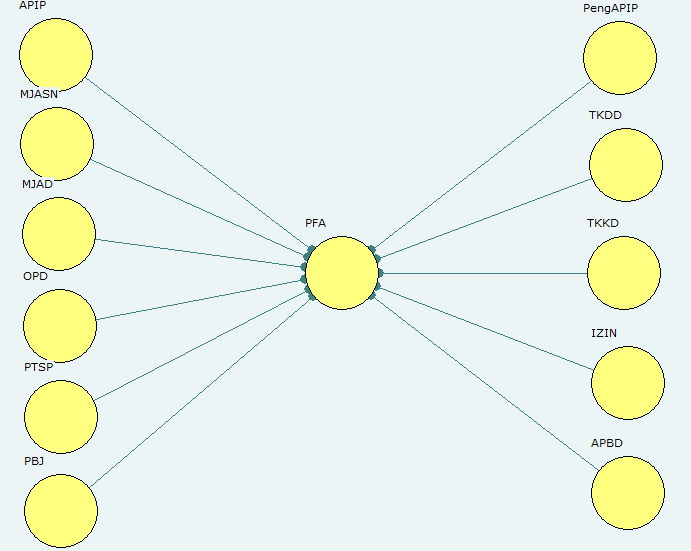 APIP
MJASN
MJAD
OPD
PTSP
PBJ
PFA
PengAPIP
TKDD
TKKD
IZIN
APBD